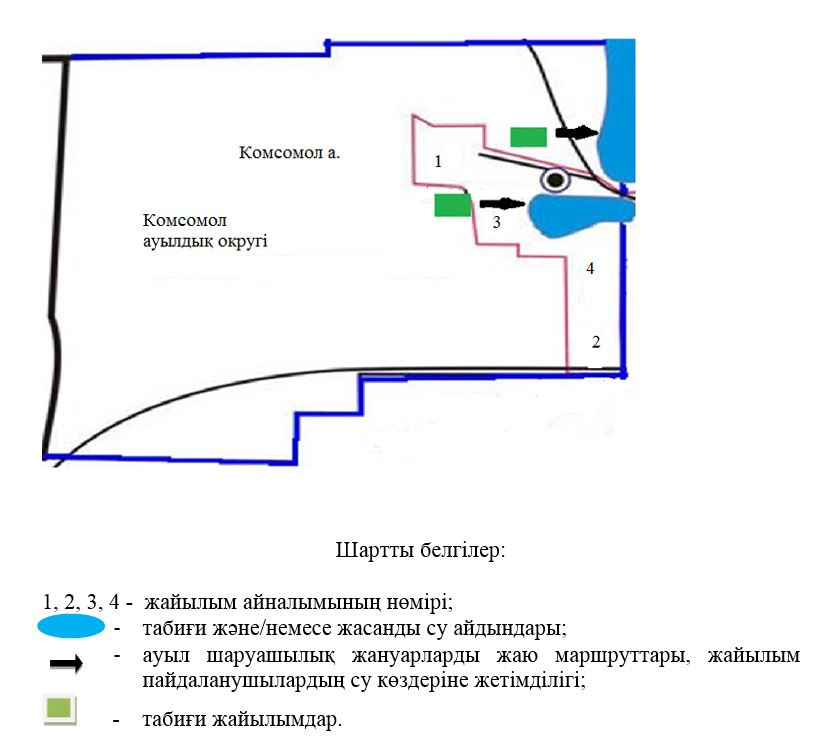 Комсомол а.
1
Комсомол
ауылдық округі
3
4
2
Шартты белгілер:
1, 2, 3, 4 - жайылым айналымының нөмірі;
- табиғи және/немесе жасанды су айдындары;
- ауыл шаруашылық жануарларды жаю маршруттары, жайылым
пайдаланушылардың су көздеріне жетімділігі;
- табиғи жайылымдар.